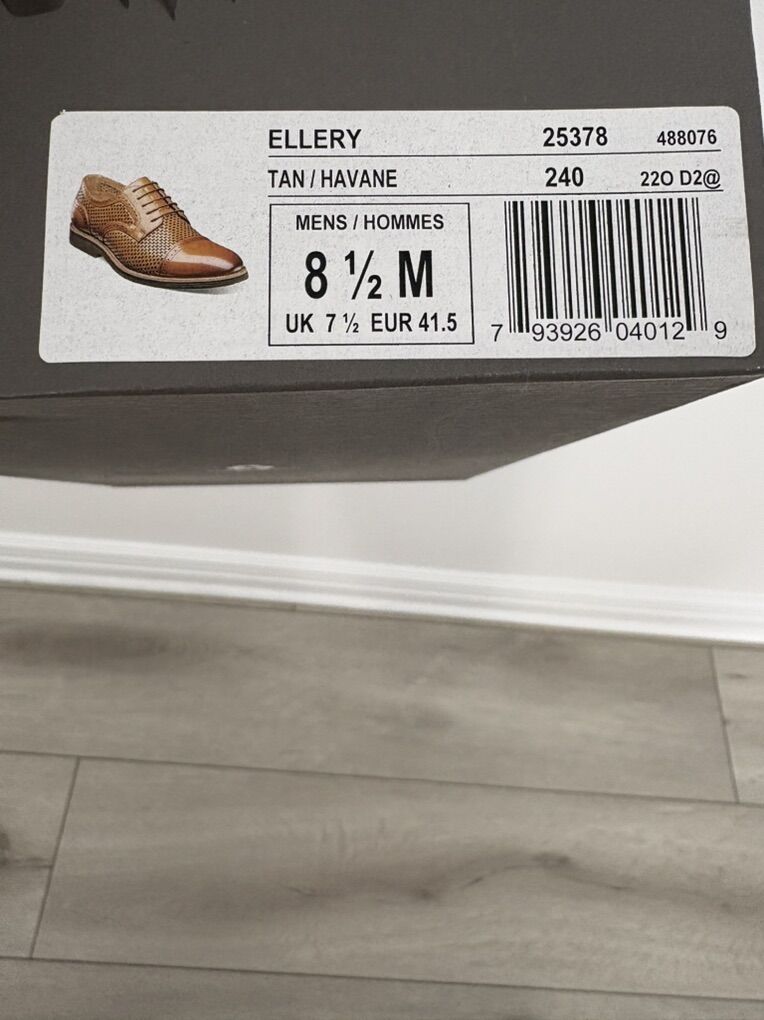 ELLERY 25378 488076
TAN / HAVANE 240 22O D2@
MENS / HOMMES
8 ½ M
UK 7 ½ EUR 41.5
7 93926 04012 9